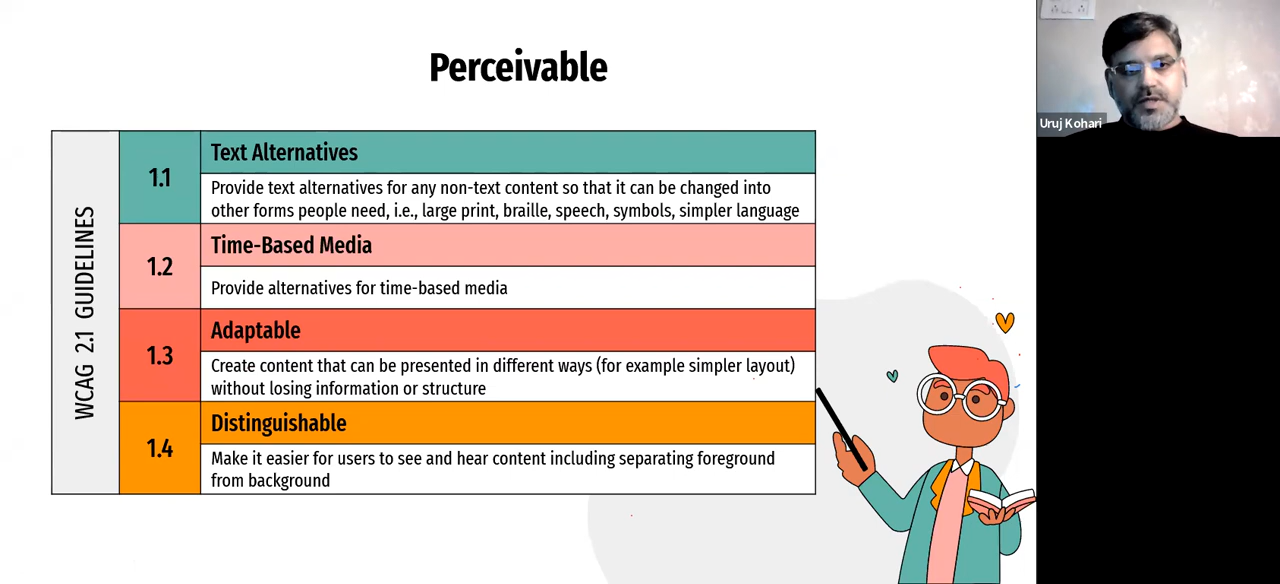 Perceivable
WCAG 2.1 GUIDELINES
1.1
Text Alternatives
Provide text alternatives for any non-text content so that it can be changed into
other forms people need, i.e., large print, braille, speech, symbols, simpler language
1.2
Time-Based Media
Provide alternatives for time-based media
1.3
Adaptable
Create content that can be presented in different ways (for example simpler layout)
without losing information or structure
1.4
Distinguishable
Make it easier for users to see and hear content including separating foreground
from background
Uruj Kohari